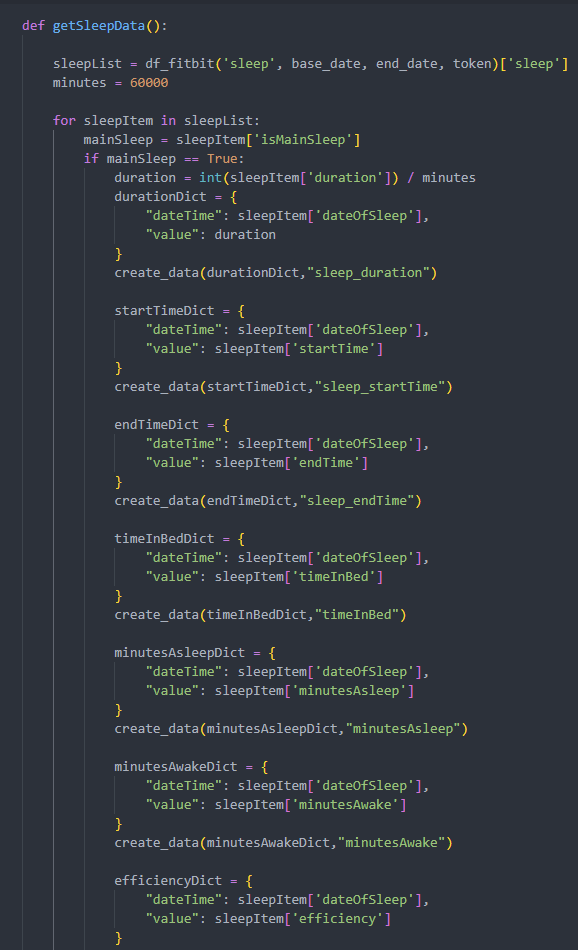 def getSleepData():

    sleepList = df_fitbit('sleep', base_date, end_date, token)['sleep']
    minutes = 60000

    for sleepItem in sleepList:
        mainSleep = sleepItem['isMainSleep']
        if mainSleep == True:
            duration = int(sleepItem['duration']) / minutes
            durationDict = {
                "dateTime": sleepItem['dateOfSleep'],
                "value": duration
            }
            create_data(durationDict,"sleep_duration")

            startTimeDict = {
                "dateTime": sleepItem['dateOfSleep'],
                "value": sleepItem['startTime']
            }
            create_data(startTimeDict,"sleep_startTime")

            endTimeDict = {
                "dateTime": sleepItem['dateOfSleep'],
                "value": sleepItem['endTime']
            }
            create_data(endTimeDict,"sleep_endTime")

            timeInBedDict = {
                "dateTime": sleepItem['dateOfSleep'],
                "value": sleepItem['timeInBed']
            }
            create_data(timeInBedDict,"timeInBed")

            minutesAsleepDict = {
                "dateTime": sleepItem['dateOfSleep'],
                "value": sleepItem['minutesAsleep']
            }
            create_data(minutesAsleepDict,"minutesAsleep")

            minutesAwakeDict = {
                "dateTime": sleepItem['dateOfSleep'],
                "value": sleepItem['minutesAwake']
            }
            create_data(minutesAwakeDict,"minutesAwake")

            efficiencyDict = {
                "dateTime": sleepItem['dateOfSleep'],
                "value": sleepItem['efficiency']
            }